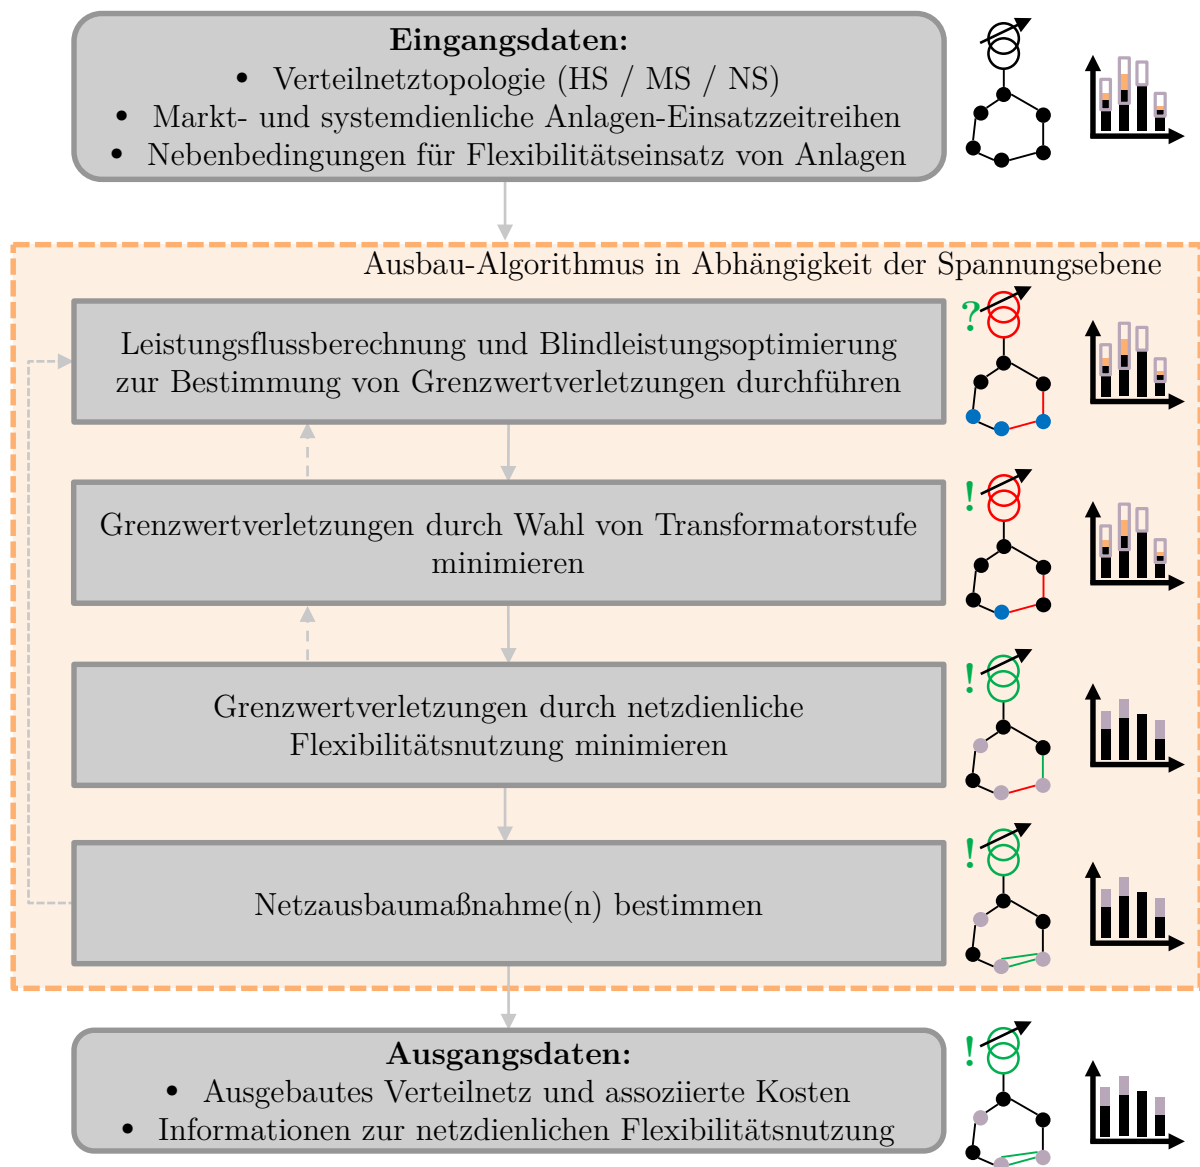 Eingangsdaten:
• Verteilnetztopologie (HS / MS / NS)
• Markt- und systemdienliche Anlagen-Einsatzzeitreihen
• Nebenbedingungen für Flexibilitätseinsatz von Anlagen
Ausbau-Algorithmus in Abhängigkeit der Spannungsebene
Leistungsflussberechnung und Blindleistungsoptimierung
zur Bestimmung von Grenzwertverletzungen durchführen
?
Grenzwertverletzungen durch Wahl von Transformatorstufe
minimieren
!
Grenzwertverletzungen durch netzdienliche
Flexibilitätsnutzung minimieren
!
Netzausbaumaßnahme(n) bestimmen
!
Ausgangsdaten:
• Ausgebautes Verteilnetz und assoziierte Kosten
• Informationen zur netzdienlichen Flexibilitätsnutzung
!